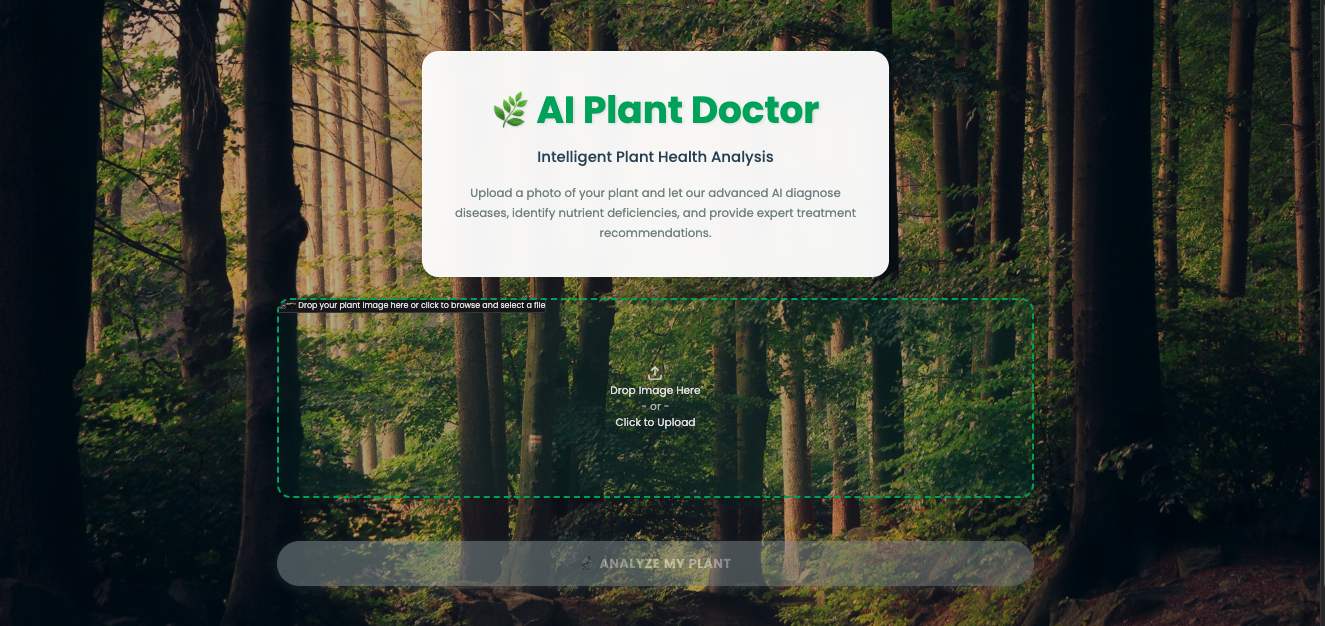 AI Plant Doctor
Intelligent Plant Health Analysis
Upload a photo of your plant and let our advanced AI diagnose
diseases, identify nutrient deficiencies, and provide expert treatment
recommendations.
Drop your plant image here or click to browse and select a file
Drop Image Here
- or -
Click to Upload
ANALYZE MY PLANT